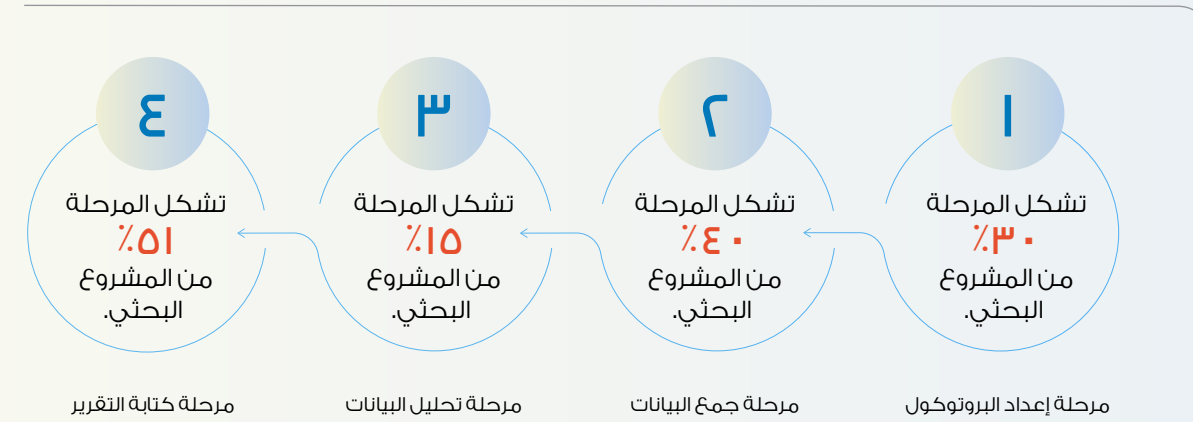 ١
تشكل المرحلة
٣٠٪
من المشروع
البحثي.
مرحلة إعداد البروتوكول
٢
تشكل المرحلة
٤٠٪
من المشروع
البحثي.
مرحلة جمع البيانات
٣
تشكل المرحلة
١٥٪
من المشروع
البحثي.
مرحلة تحليل البيانات
٤
تشكل المرحلة
٥١٪
من المشروع
البحثي.
مرحلة كتابة التقرير